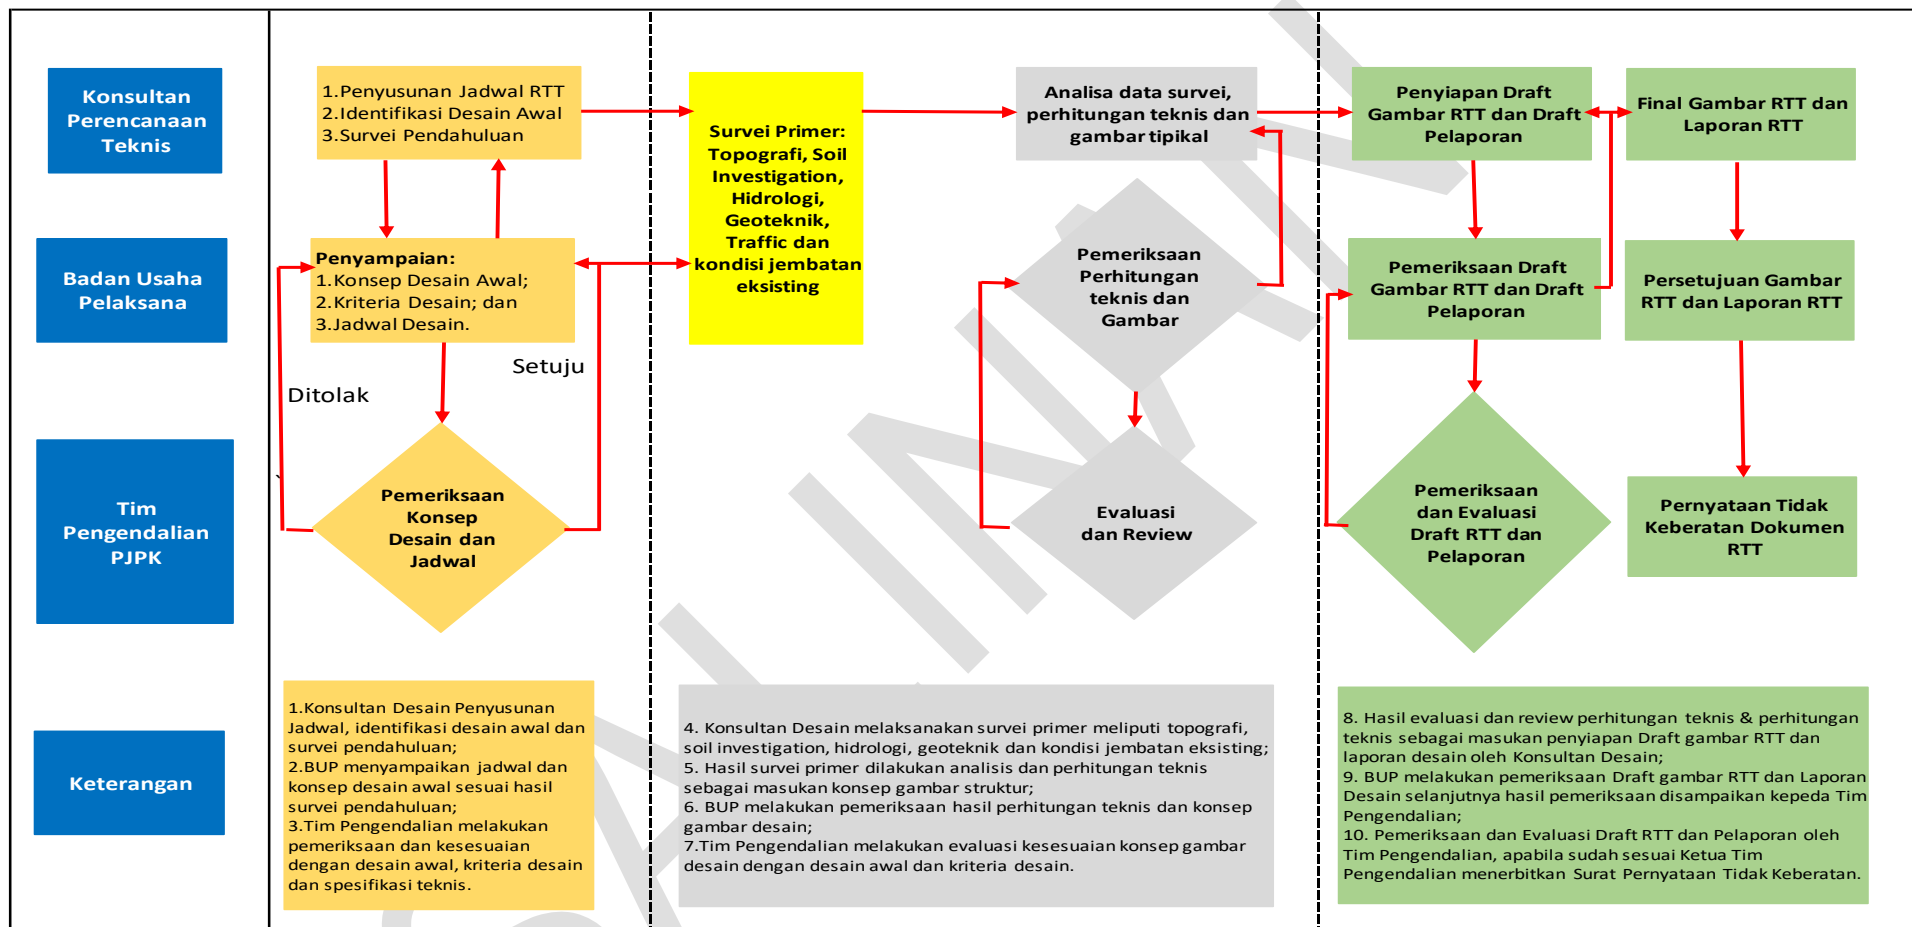 Konsultan
Perencanaan
Teknis
1.Penyusunan Jadwal RTT
2.Identifikasi Desain Awal
3.Survei Pendahuluan
Survei Primer:
Topografi, Soil
Investigation,
Hidrologi,
Geoteknik,
Traffic dan
kondisi jembatan
eksisting
Analisa data survei,
perhitungan teknis dan
gambar tipikal
Penyiapan Draft
Gambar RTT dan Draft
Pelaporan
Final Gambar RTT dan
Laporan RTT
Badan Usaha
Pelaksana
Penyampaian:
1.Konsep Desain Awal;
2.Kriteria Desain; dan
3.Jadwal Desain.
Pemeriksaan
Perhitungan
teknis dan
Gambar
Pemeriksaan Draft
Gambar RTT dan Draft
Pelaporan
Persetujuan Gambar
RTT dan Laporan RTT
Ditolak
Setuju
Tim
Pengendalian
PJPK
`
Pemeriksaan
Konsep
Desain dan
Jadwal
Evaluasi
dan Review
Pemeriksaan
dan Evaluasi
Draft RTT dan
Pelaporan
Pernyataan Tidak
Keberatan Dokumen
RTT
Keterangan
1.Konsultan Desain Penyusunan
Jadwal, identifikasi desain awal dan
survei pendahuluan;
2.BUP menyampaikan jadwal dan
konsep desain awal sesuai hasil
survei pendahuluan;
3.Tim Pengendalian melakukan
pemeriksaan dan kesesuaian
dengan desain awal, kriteria desain
dan spesifikasi teknis.
4. Konsultan Desain melaksanakan survei primer meliputi topografi,
soil investigation, hidrologi, geoteknik dan kondisi jembatan eksisting;
5. Hasil survei primer dilakukan analisis dan perhitungan teknis
sebagai masukan konsep gambar struktur;
6. BUP melakukan pemeriksaan hasil perhitungan teknis dan konsep
gambar desain;
7.Tim Pengendalian melakukan evaluasi kesesuaian konsep gambar
desain dengan desain awal dan kriteria desain.
8. Hasil evaluasi dan review perhitungan teknis & perhitungan
teknis sebagai masukan penyiapan Draft gambar RTT dan
laporan desain oleh Konsultan Desain;
9. BUP melakukan pemeriksaan Draft gambar RTT dan Laporan
Desain selanjutnya hasil pemeriksaan disampaikan kepeda Tim
Pengendalian;
10. Pemeriksaan dan Evaluasi Draft RTT dan Pelaporan oleh
Tim Pengendalian, apabila sudah sesuai Ketua Tim
Pengendalian menerbitkan Surat Pernyataan Tidak Keberatan.